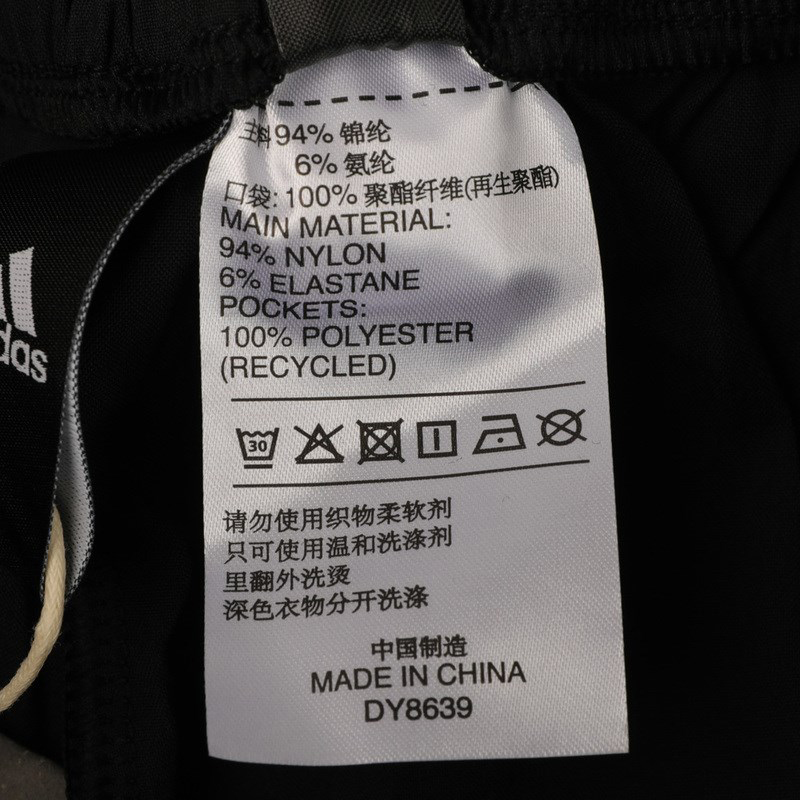 主料94% 锦纶
6% 氨纶
口袋: 100% 聚酯纤维(再生聚酯)
MAIN MATERIAL:
94% NYLON
6% ELASTANE
POCKETS:
100% POLYESTER
(RECYCLED)
30
请勿使用织物柔软剂
只可使用温和洗涤剂
里翻外洗烫
深色衣物分开洗涤
中国制造
MADE IN CHINA
DY8639
das